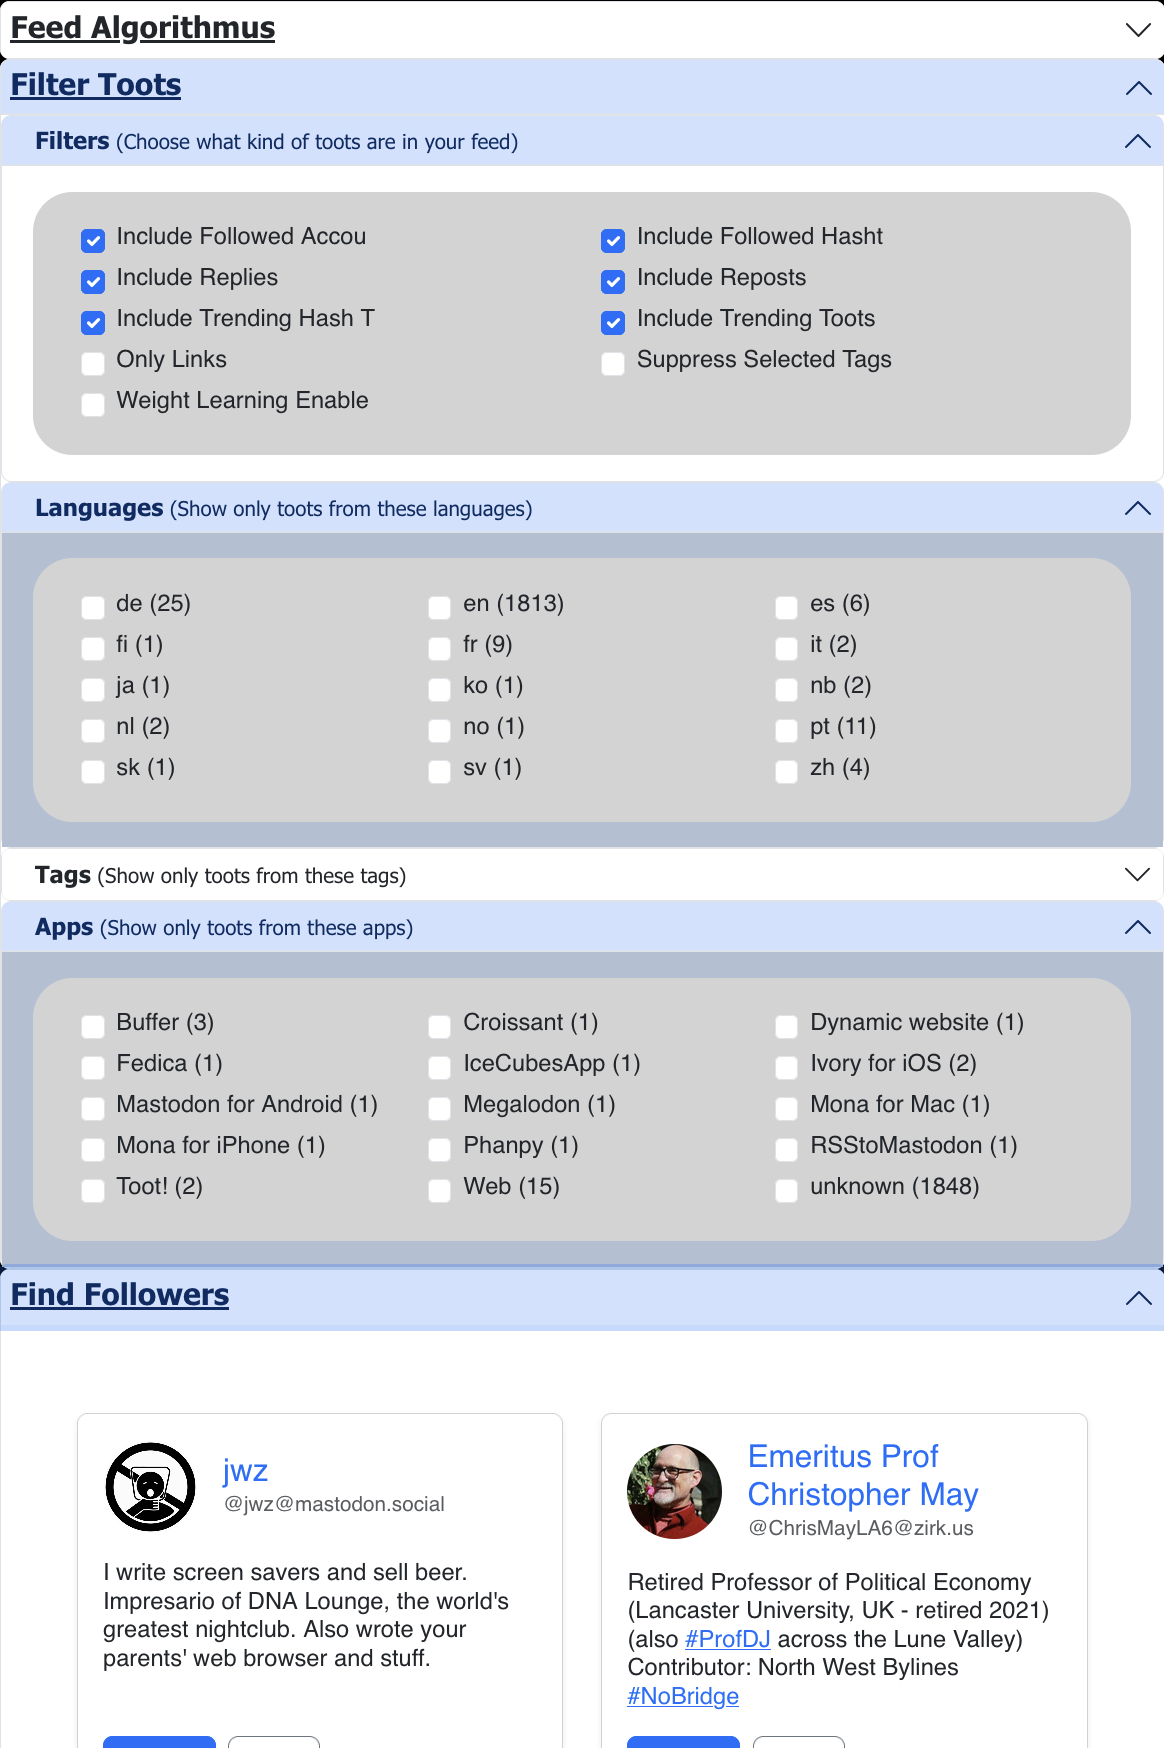 Feed Algorithmus
Filter Toots
Filters (Choose what kind of toots are in your feed)
Include Followed Accou
Include Followed Hasht
Include Replies
Include Reposts
Include Trending Hash T
Include Trending Toots
Only Links
Suppress Selected Tags
Weight Learning Enable
Languages (Show only toots from these languages)
de (25)
en (1813)
es (6)
fi (1)
fr (9)
it (2)
ja (1)
ko (1)
nb (2)
nl (2)
no (1)
pt (11)
sk (1)
sv (1)
zh (4)
Tags (Show only toots from these tags)
Apps (Show only toots from these apps)
Buffer (3)
Croissant (1)
Dynamic website (1)
Fedica (1)
IceCubesApp (1)
Ivory for iOS (2)
Mastodon for Android (1)
Megalodon (1)
Mona for Mac (1)
Mona for iPhone (1)
Phanpy (1)
RSStoMastodon (1)
Toot! (2)
Web (15)
unknown (1848)
Find Followers
jwz
@jwz@mastodon.social
I write screen savers and sell beer.
Impresario of DNA Lounge, the world's
greatest nightclub. Also wrote your
parents' web browser and stuff.
Emeritus Prof
Christopher May
@ChrisMayLA6@zirk.us
Retired Professor of Political Economy
(Lancaster University, UK - retired 2021)
(also #ProfDJ across the Lune Valley)
Contributor: North West Bylines
#NoBridge